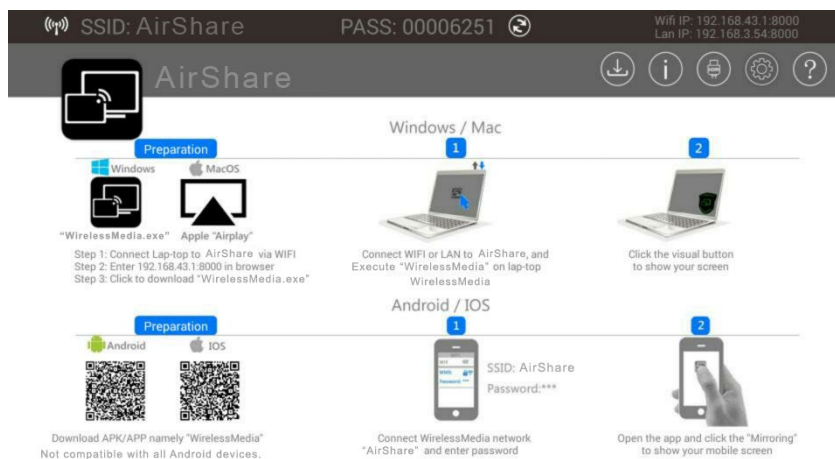 SSID: AirShare
PASS: 00006251
Wifi IP: 192.168.43.1:8000
Lan IP: 192.168.3.54:8000
AirShare
Windows / Mac
Preparation
1
2
Windows
MacOS
"WirelessMedia.exe"
Apple "Airplay"
Step 1: Connect Lap-top to AirShare via WIFI
Step 2: Enter 192.168.43.1:8000 in browser
Step 3: Click to download "WirelessMedia.exe"
Connect WIFI or LAN to AirShare, and
Execute "WirelessMedia" on lap-top
WirelessMedia
Click the visual button
to show your screen
Android / IOS
Preparation
1
2
Android
IOS
SSID: AirShare
Password:***
Download APK/APP namely "WirelessMedia"
Not compatible with all Android devices.
Connect WirelessMedia network
"AirShare" and enter password
Open the app and click the "Mirroring"
to show your mobile screen